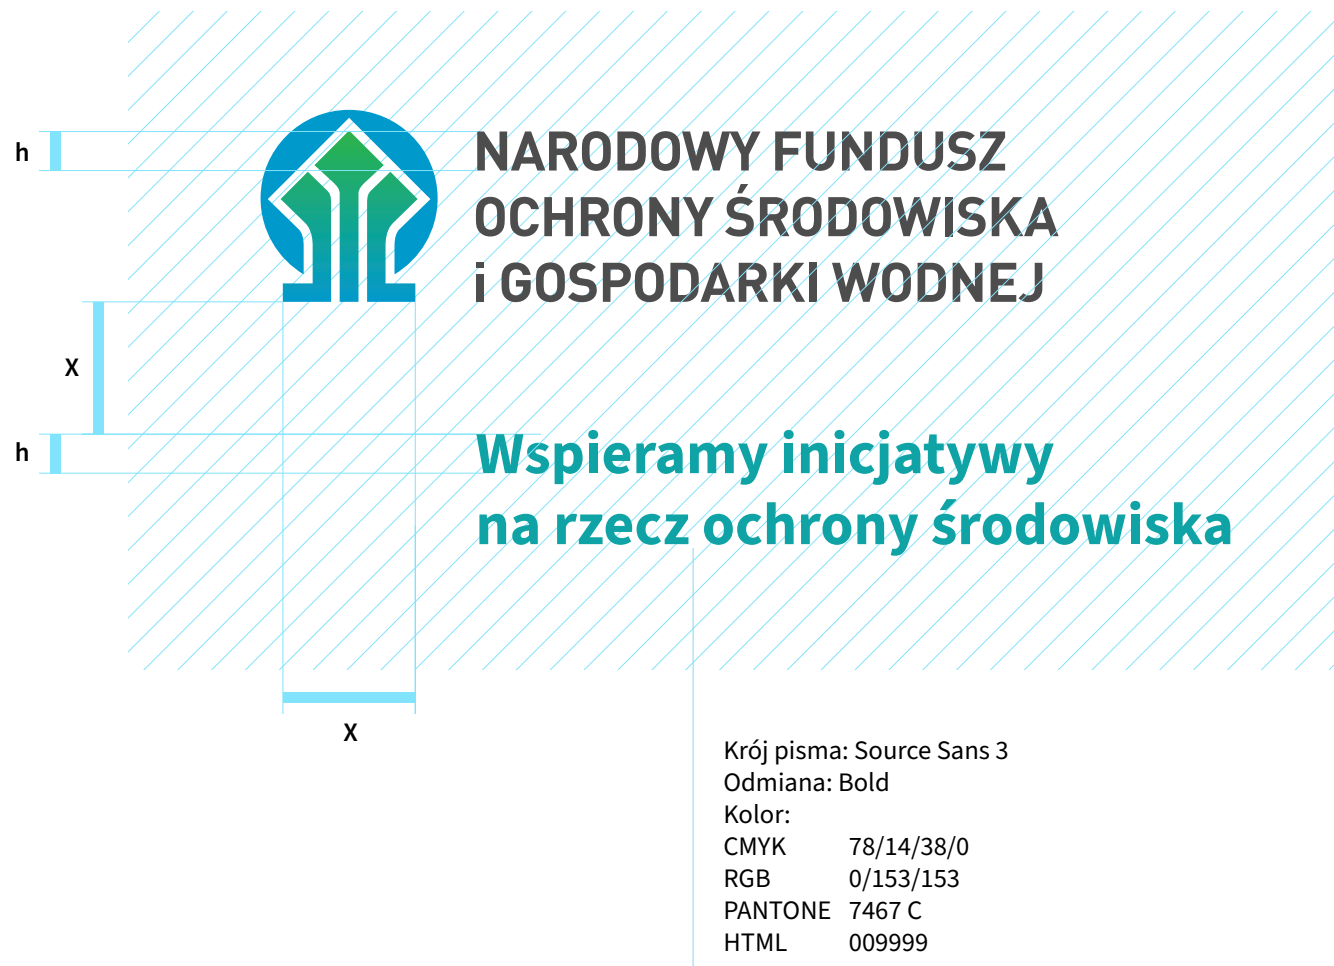 h
NARODOWY FUNDUSZ
OCHRONY ŚRODOWISKA
i GOSPODARKI WODNEJ
X
h
Wspieramy inicjatywy
na rzecz ochrony środowiska
X
Krój pisma: Source Sans 3
Odmiana: Bold
Kolor:
CMYK 78/14/38/0
RGB 0/153/153
PANTONE 7467 C
HTML 009999